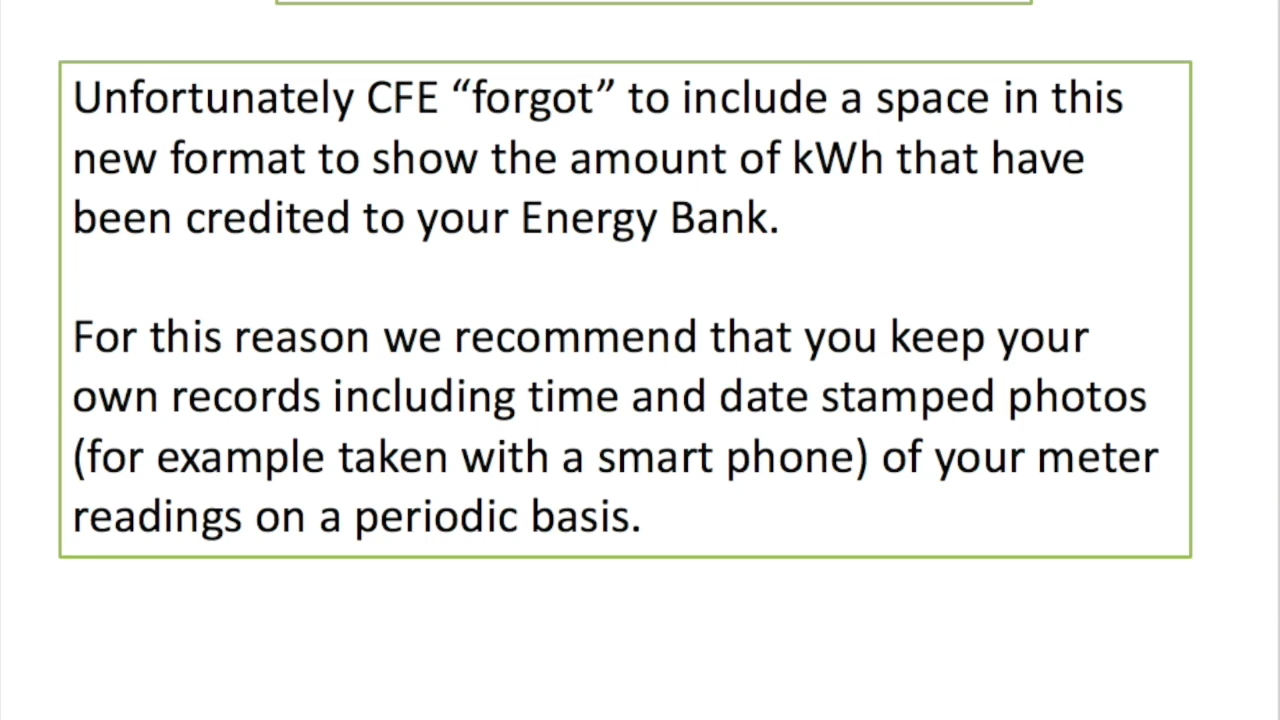 Unfortunately CFE “forgot” to include a space in this
new format to show the amount of kWh that have
been credited to your Energy Bank.
For this reason we recommend that you keep your
own records including time and date stamped photos
(for example taken with a smart phone) of your meter
readings on a periodic basis.